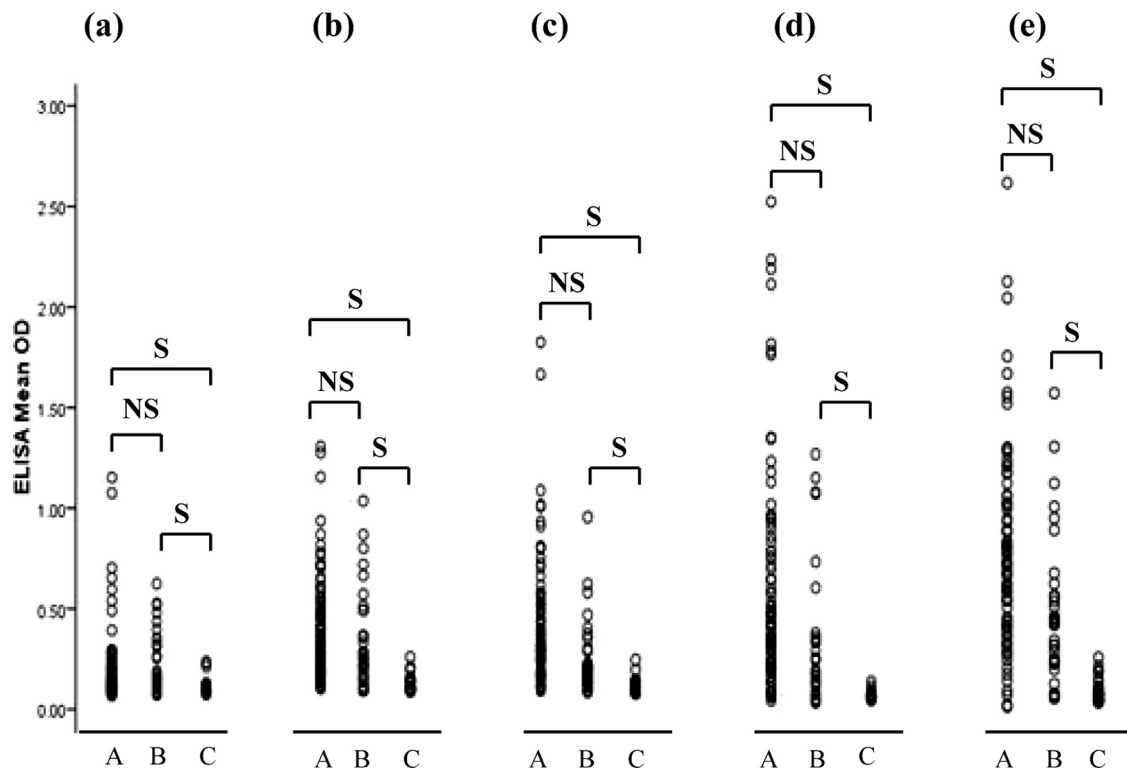 (a) (b) (c) (d) (e)
S S
3.00
NS NS
2.50
S
NS
2.00
S
S
S
ELISA Mean OD
1.50
NS
S
NS
S
S
1.00
S
0.50
0.00
A B C A B C A B C A B C A B C